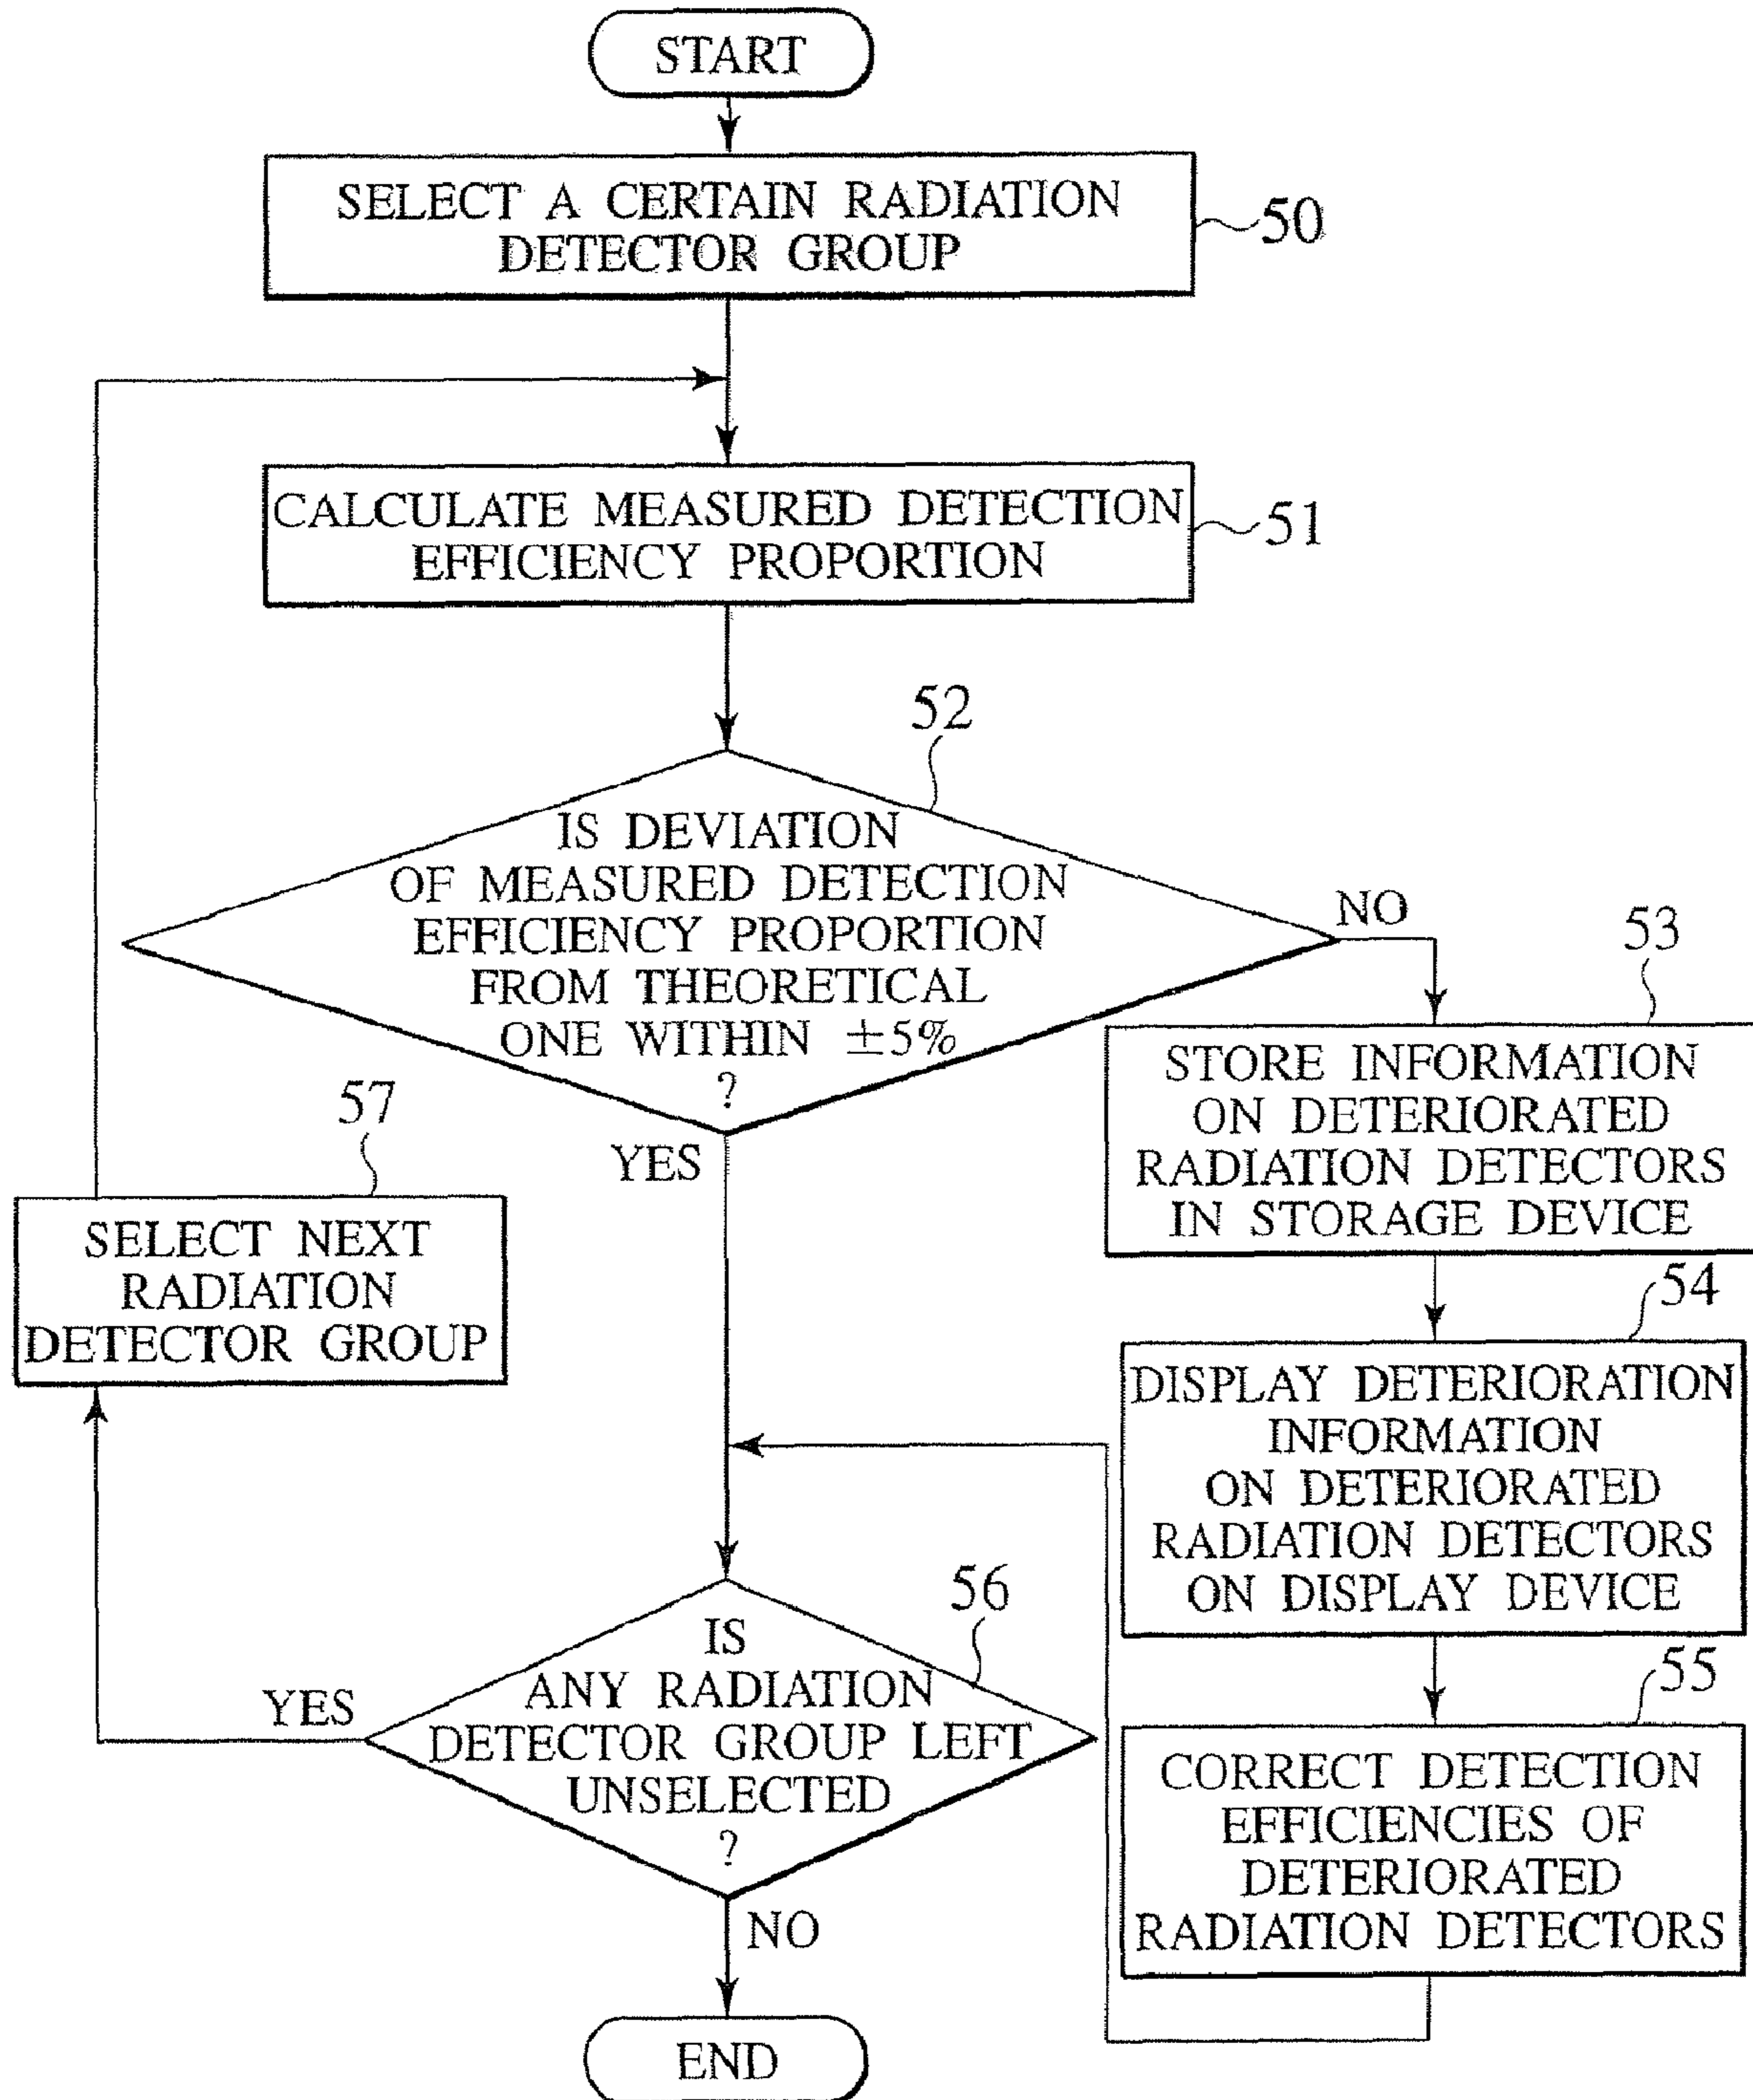 START
SELECT A CERTAIN RADIATION
DETECTOR GROUP
50
CALCULATE MEASURED DETECTION
EFFICIENCY PROPORTION
51
52
IS DEVIATION
OF MEASURED DETECTION
EFFICIENCY PROPORTION
FROM THEORETICAL
ONE WITHIN ±5%
?
NO
YES
53
STORE INFORMATION
ON DETERIORATED
RADIATION DETECTORS
IN STORAGE DEVICE
54
DISPLAY DETERIORATION
INFORMATION
ON DETERIORATED
RADIATION DETECTORS
ON DISPLAY DEVICE
55
CORRECT DETECTION
EFFICIENCIES OF
DETERIORATED
RADIATION DETECTORS
56
IS
ANY RADIATION
DETECTOR GROUP LEFT
UNSELECTED
?
YES
NO
57
SELECT NEXT
RADIATION
DETECTOR GROUP
END